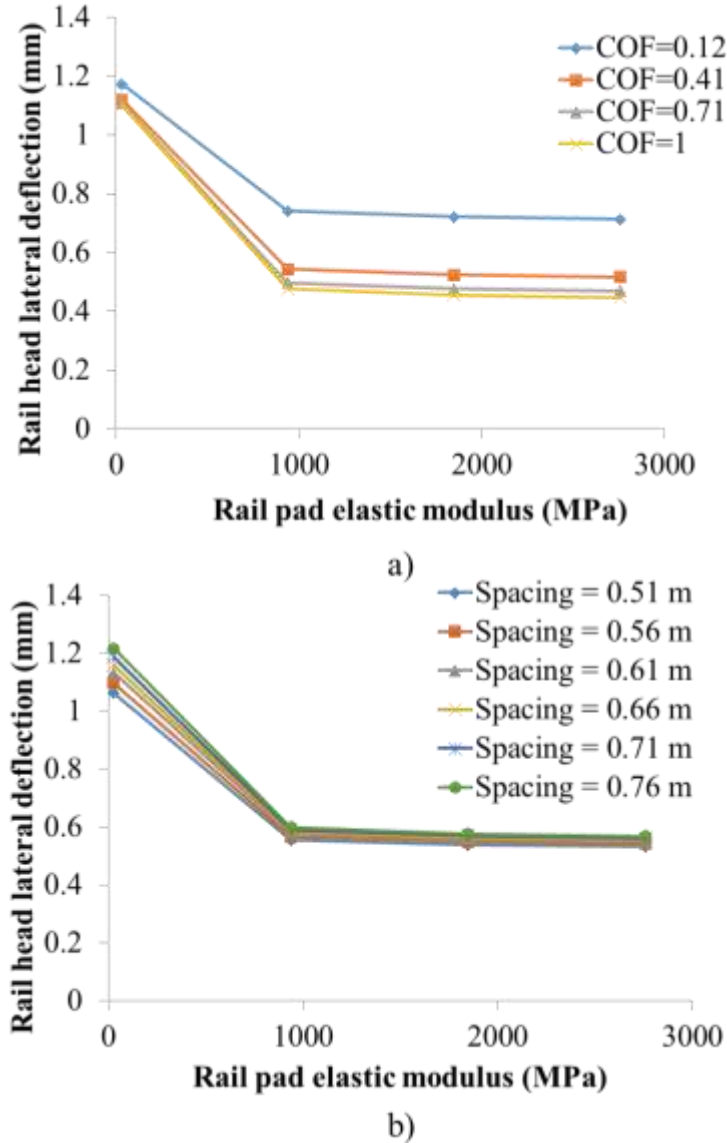 1.4
1.2
1
0.8
0.6
0.4
0.2
0
Rail head lateral deflection (mm)
COF=0.12
COF=0.41
COF=0.71
COF=1
0 1000 2000 3000
Rail pad elastic modulus (MPa)
a)
1.4
1.2
1
0.8
0.6
0.4
0.2
0
Rail head lateral deflection (mm)
Spacing = 0.51 m
Spacing = 0.56 m
Spacing = 0.61 m
Spacing = 0.66 m
Spacing = 0.71 m
Spacing = 0.76 m
0 1000 2000 3000
Rail pad elastic modulus (MPa)
b)